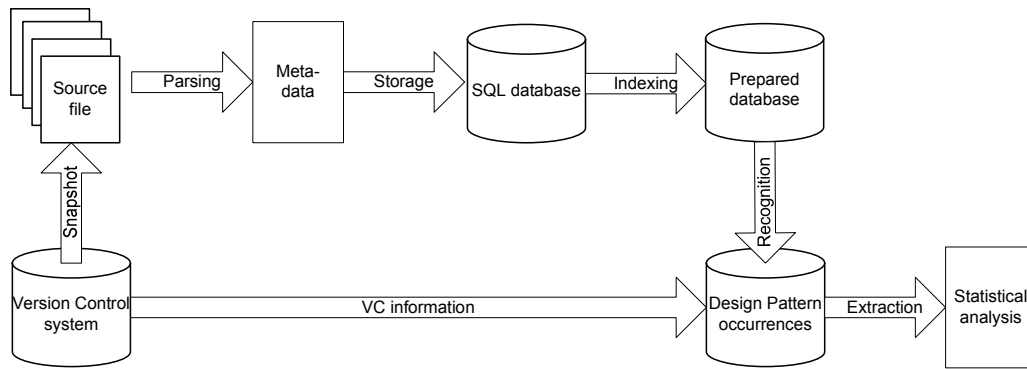 Source
file
Parsing
Meta-
data
Storage
SQL database
Indexing
Prepared
database
Snapshot
Recognition
Version Control
system
VC information
Design Pattern
occurrences
Extraction
Statistical
analysis